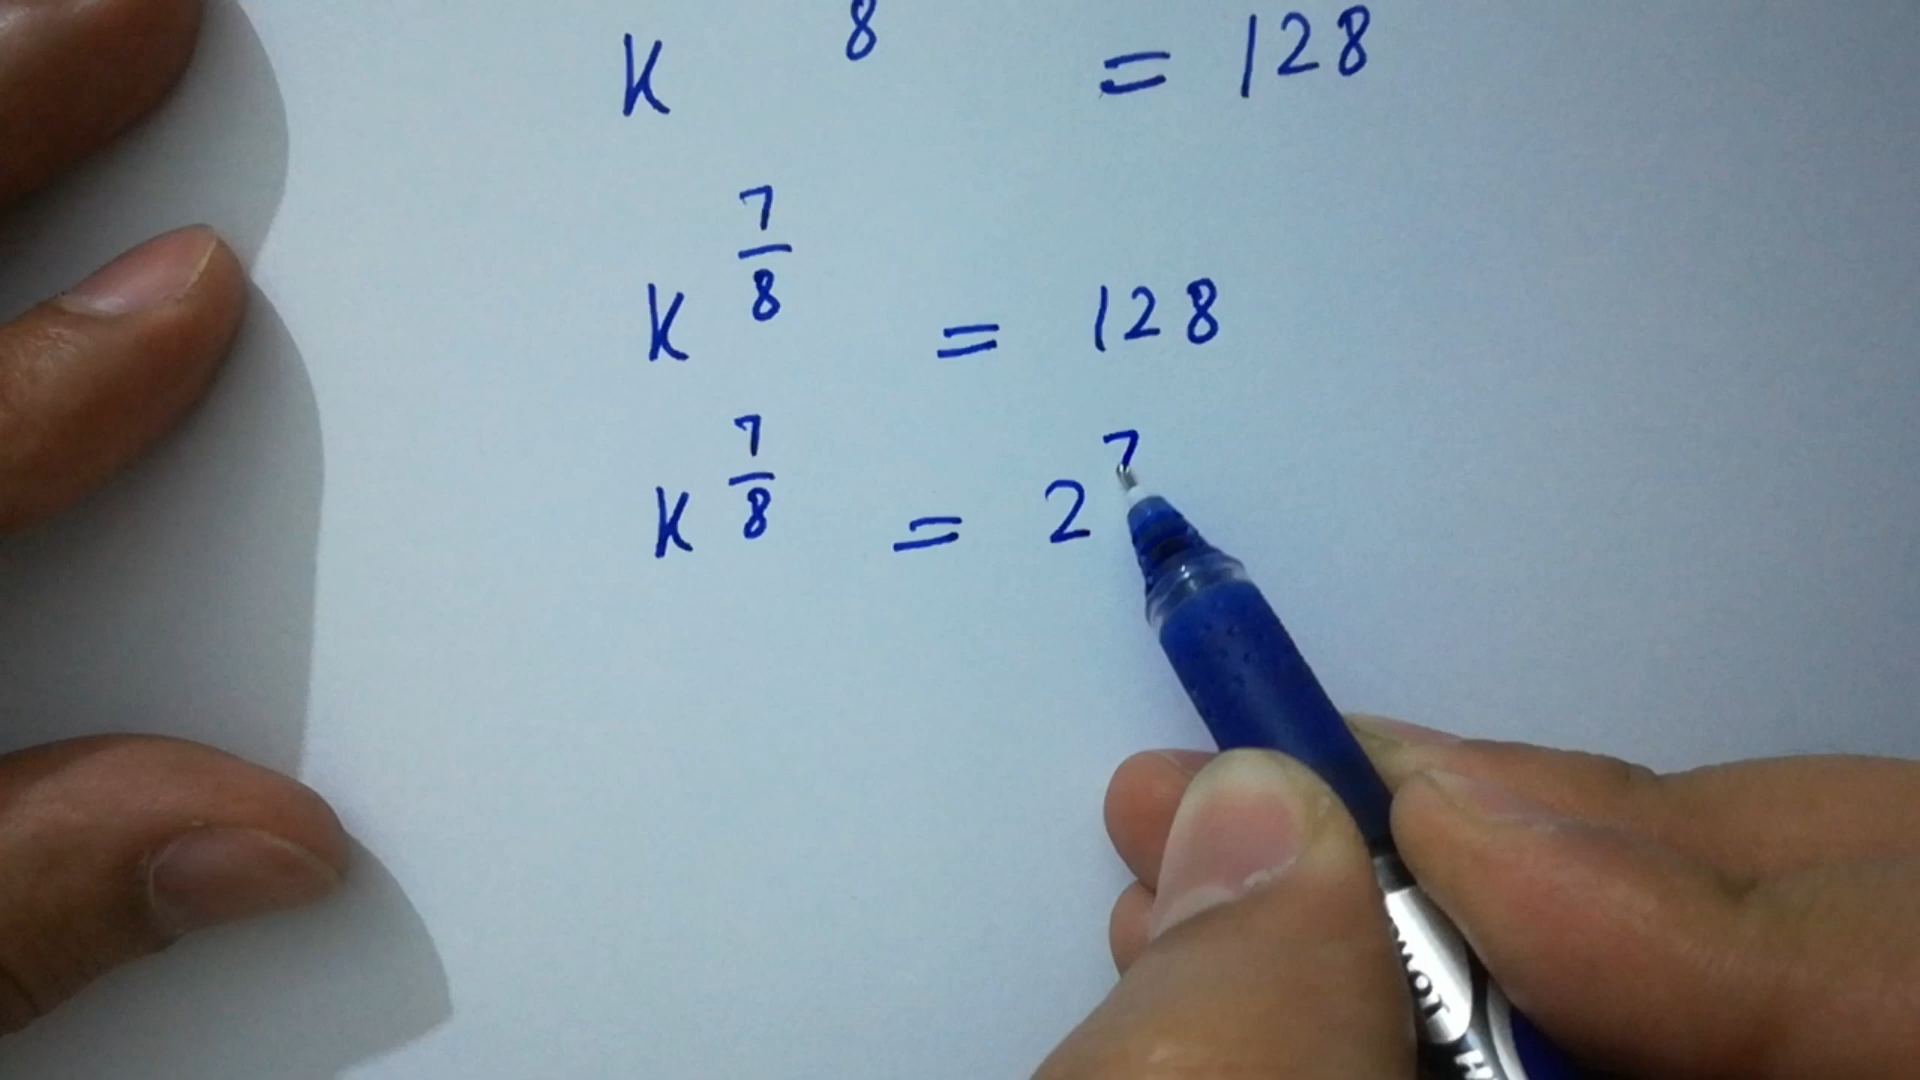 K 8 = 128
K 7/8 = 128
K 7/8 = 2 7